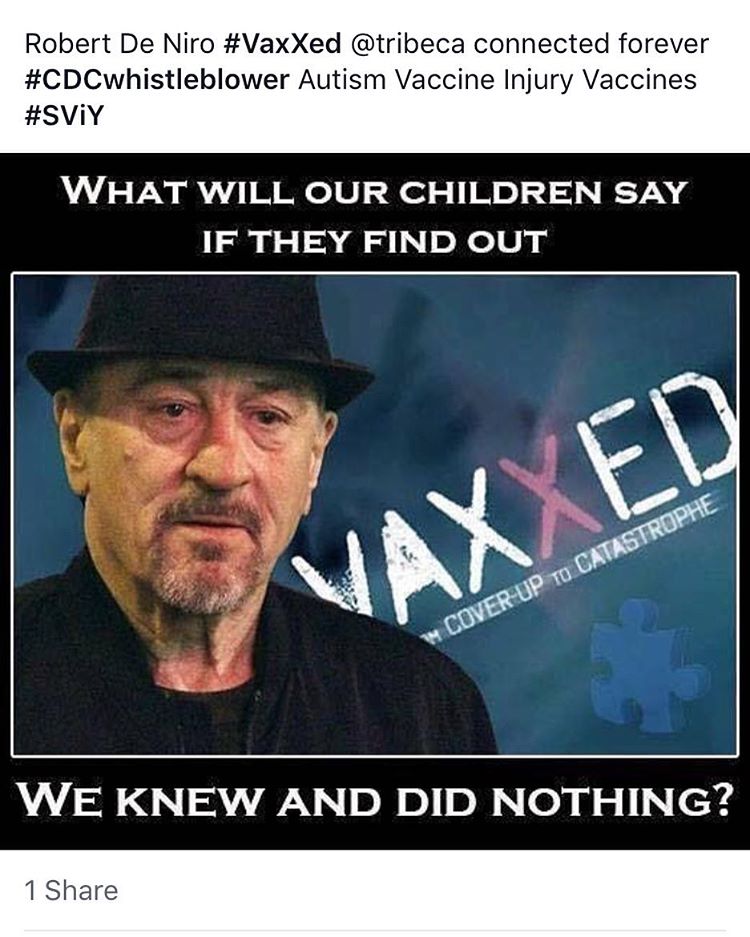 Robert De Niro #VaxXed @tribeca connected forever
#CDCwhistleblower Autism Vaccine Injury Vaccines
#SViY
WHAT WILL OUR CHILDREN SAY
IF THEY FIND OUT
VAXXED
COVER-UP TO CATASTROPHE
WE KNEW AND DID NOTHING?
1 Share